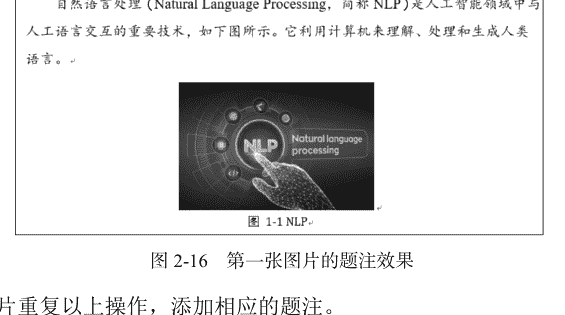 自然语言处理（Natural Language Processing，简称 NLP）是人工智能领域中与
人工语言交互的重要技术，如下图所示。它利用计算机来理解、处理和生成人类
语言。
NLP
Natural language
processing
图 1-1 NLP
图 2-16 第一张图片的题注效果
片重复以上操作，添加相应的题注。